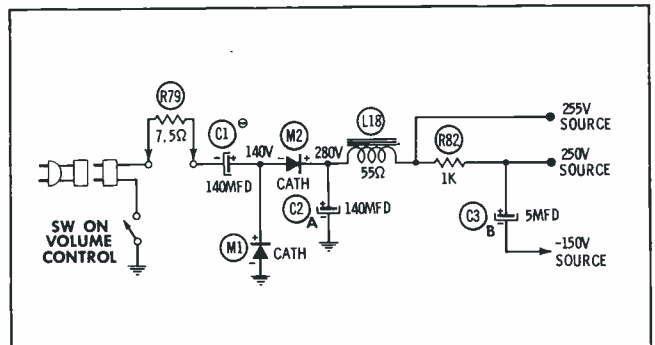 R79
7.5Ω
C1 ⊖
- +
140MFD
140V
M2
- +
CATH
280V
L18
55Ω
255V
SOURCE
R82
1K
250V
SOURCE
C2 A
+
-
140MFD
C3 B
+
-
5MFD
-150V
SOURCE
SW ON
VOLUME
CONTROL
M1
+
-
CATH